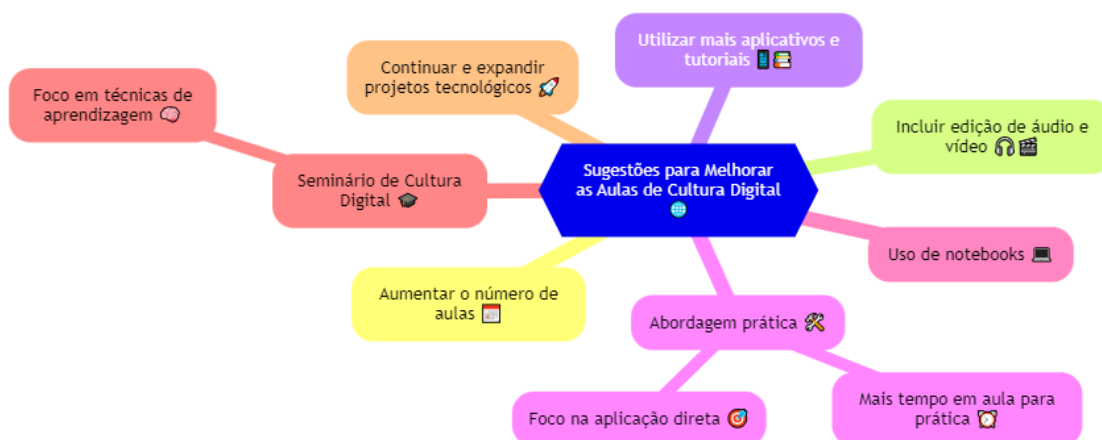 Utilizar mais aplicativos e
tutoriais 📱📚
Continuar e expandir
projetos tecnológicos 🚀
Foco em técnicas de
aprendizagem 🧠
Incluir edição de áudio e
vídeo 🎧🎬
Sugestões para Melhorar
as Aulas de Cultura Digital
🌐
Seminário de Cultura
Digital 🎓
Uso de notebooks 💻
Aumentar o número de
aulas 📅
Abordagem prática 🛠
Foco na aplicação direta 🎯
Mais tempo em aula para
prática ⏰